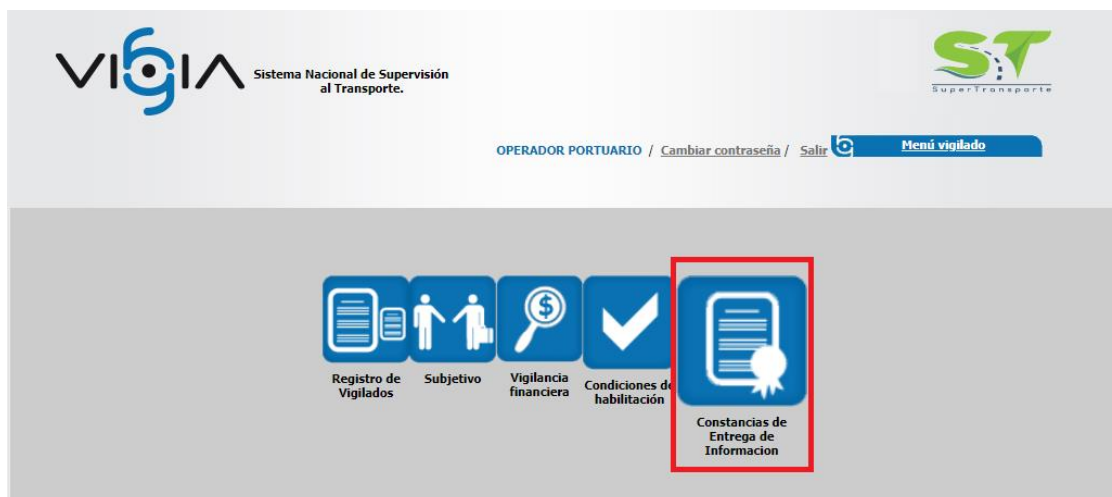 VIGIA
Sistema Nacional de Supervisión
al Transporte.
ST
SuperTransporte
OPERADOR PORTUARIO / Cambiar contraseña / Salir
Menú vigilado
Registro de
Vigilados
Subjetivo
Vigilancia
financiera
Condiciones de
habilitación
Constancias de
Entrega de
Informacion